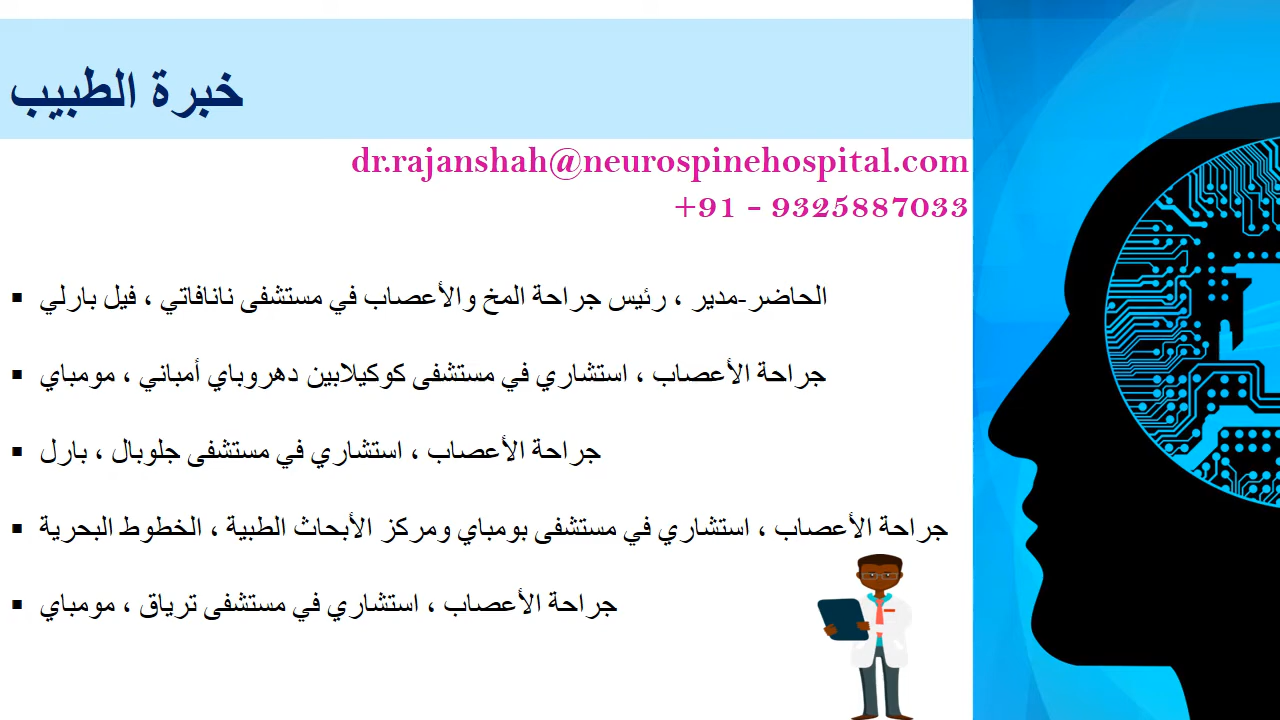 خبرة الطبيب
dr.rajanshah@neurospinehospital.com
+91 - 9325887033
▪ الحاضر-مدير ، رئيس جراحة المخ والأعصاب في مستشفى نانافاتي ، فيل بارلي
▪ جراحة الأعصاب ، استشاري في مستشفى كوكيلابين دهروباي أمباني ، مومباي
▪ جراحة الأعصاب ، استشاري في مستشفى جلوبال ، بارل
▪ جراحة الأعصاب ، استشاري في مستشفى بومباي ومركز الأبحاث الطبية ، الخطوط البحرية
▪ جراحة الأعصاب ، استشاري في مستشفى ترياق ، مومباي